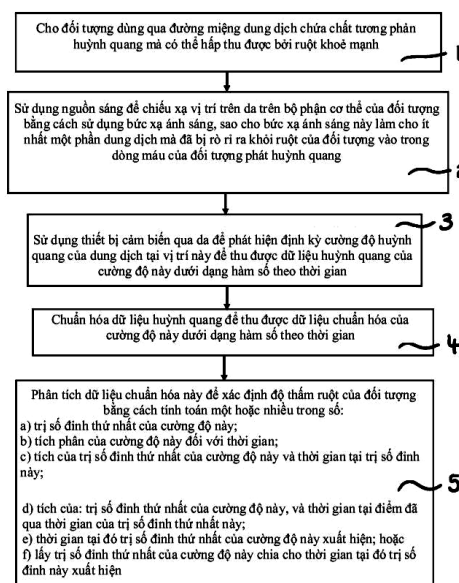 Cho đối tượng dùng qua đường miệng dung dịch chứa chất tương phản
huỳnh quang mà có thể hấp thu được bởi ruột khoẻ mạnh
1
Sử dụng nguồn sáng để chiếu xạ vị trí trên da trên bộ phận cơ thể của đối tượng
bằng cách sử dụng bức xạ ánh sáng, sao cho bức xạ ánh sáng này làm cho ít
nhất một phần dung dịch mà đã bị rò rỉ ra khỏi ruột của đối tượng vào trong
dòng máu của đối tượng phát huỳnh quang
2
3
Sử dụng thiết bị cảm biến qua da để phát hiện định kỳ cường độ huỳnh
quang của dung dịch tại vị trí này để thu được dữ liệu huỳnh quang của
cường độ này dưới dạng hàm số theo thời gian
Chuẩn hóa dữ liệu huỳnh quang để thu được dữ liệu chuẩn hóa của
cường độ này dưới dạng hàm số theo thời gian
4
Phân tích dữ liệu chuẩn hóa này để xác định độ thấm ruột của đối tượng
bằng cách tính toán một hoặc nhiều trong số:
a) trị số đỉnh thứ nhất của cường độ này;
b) tích phân của cường độ này đối với thời gian;
c) tích của trị số đỉnh thứ nhất của cường độ này và thời gian tại trị số đỉnh
này;
5
d) tích của: trị số đỉnh thứ nhất của cường độ này, và thời gian tại điểm đã
qua thời gian của trị số đỉnh thứ nhất này;
e) thời gian tại đó trị số đỉnh thứ nhất của cường độ này xuất hiện; hoặc
f) lấy trị số đỉnh thứ nhất của cường độ này chia cho thời gian tại đó trị số
đỉnh này xuất hiện